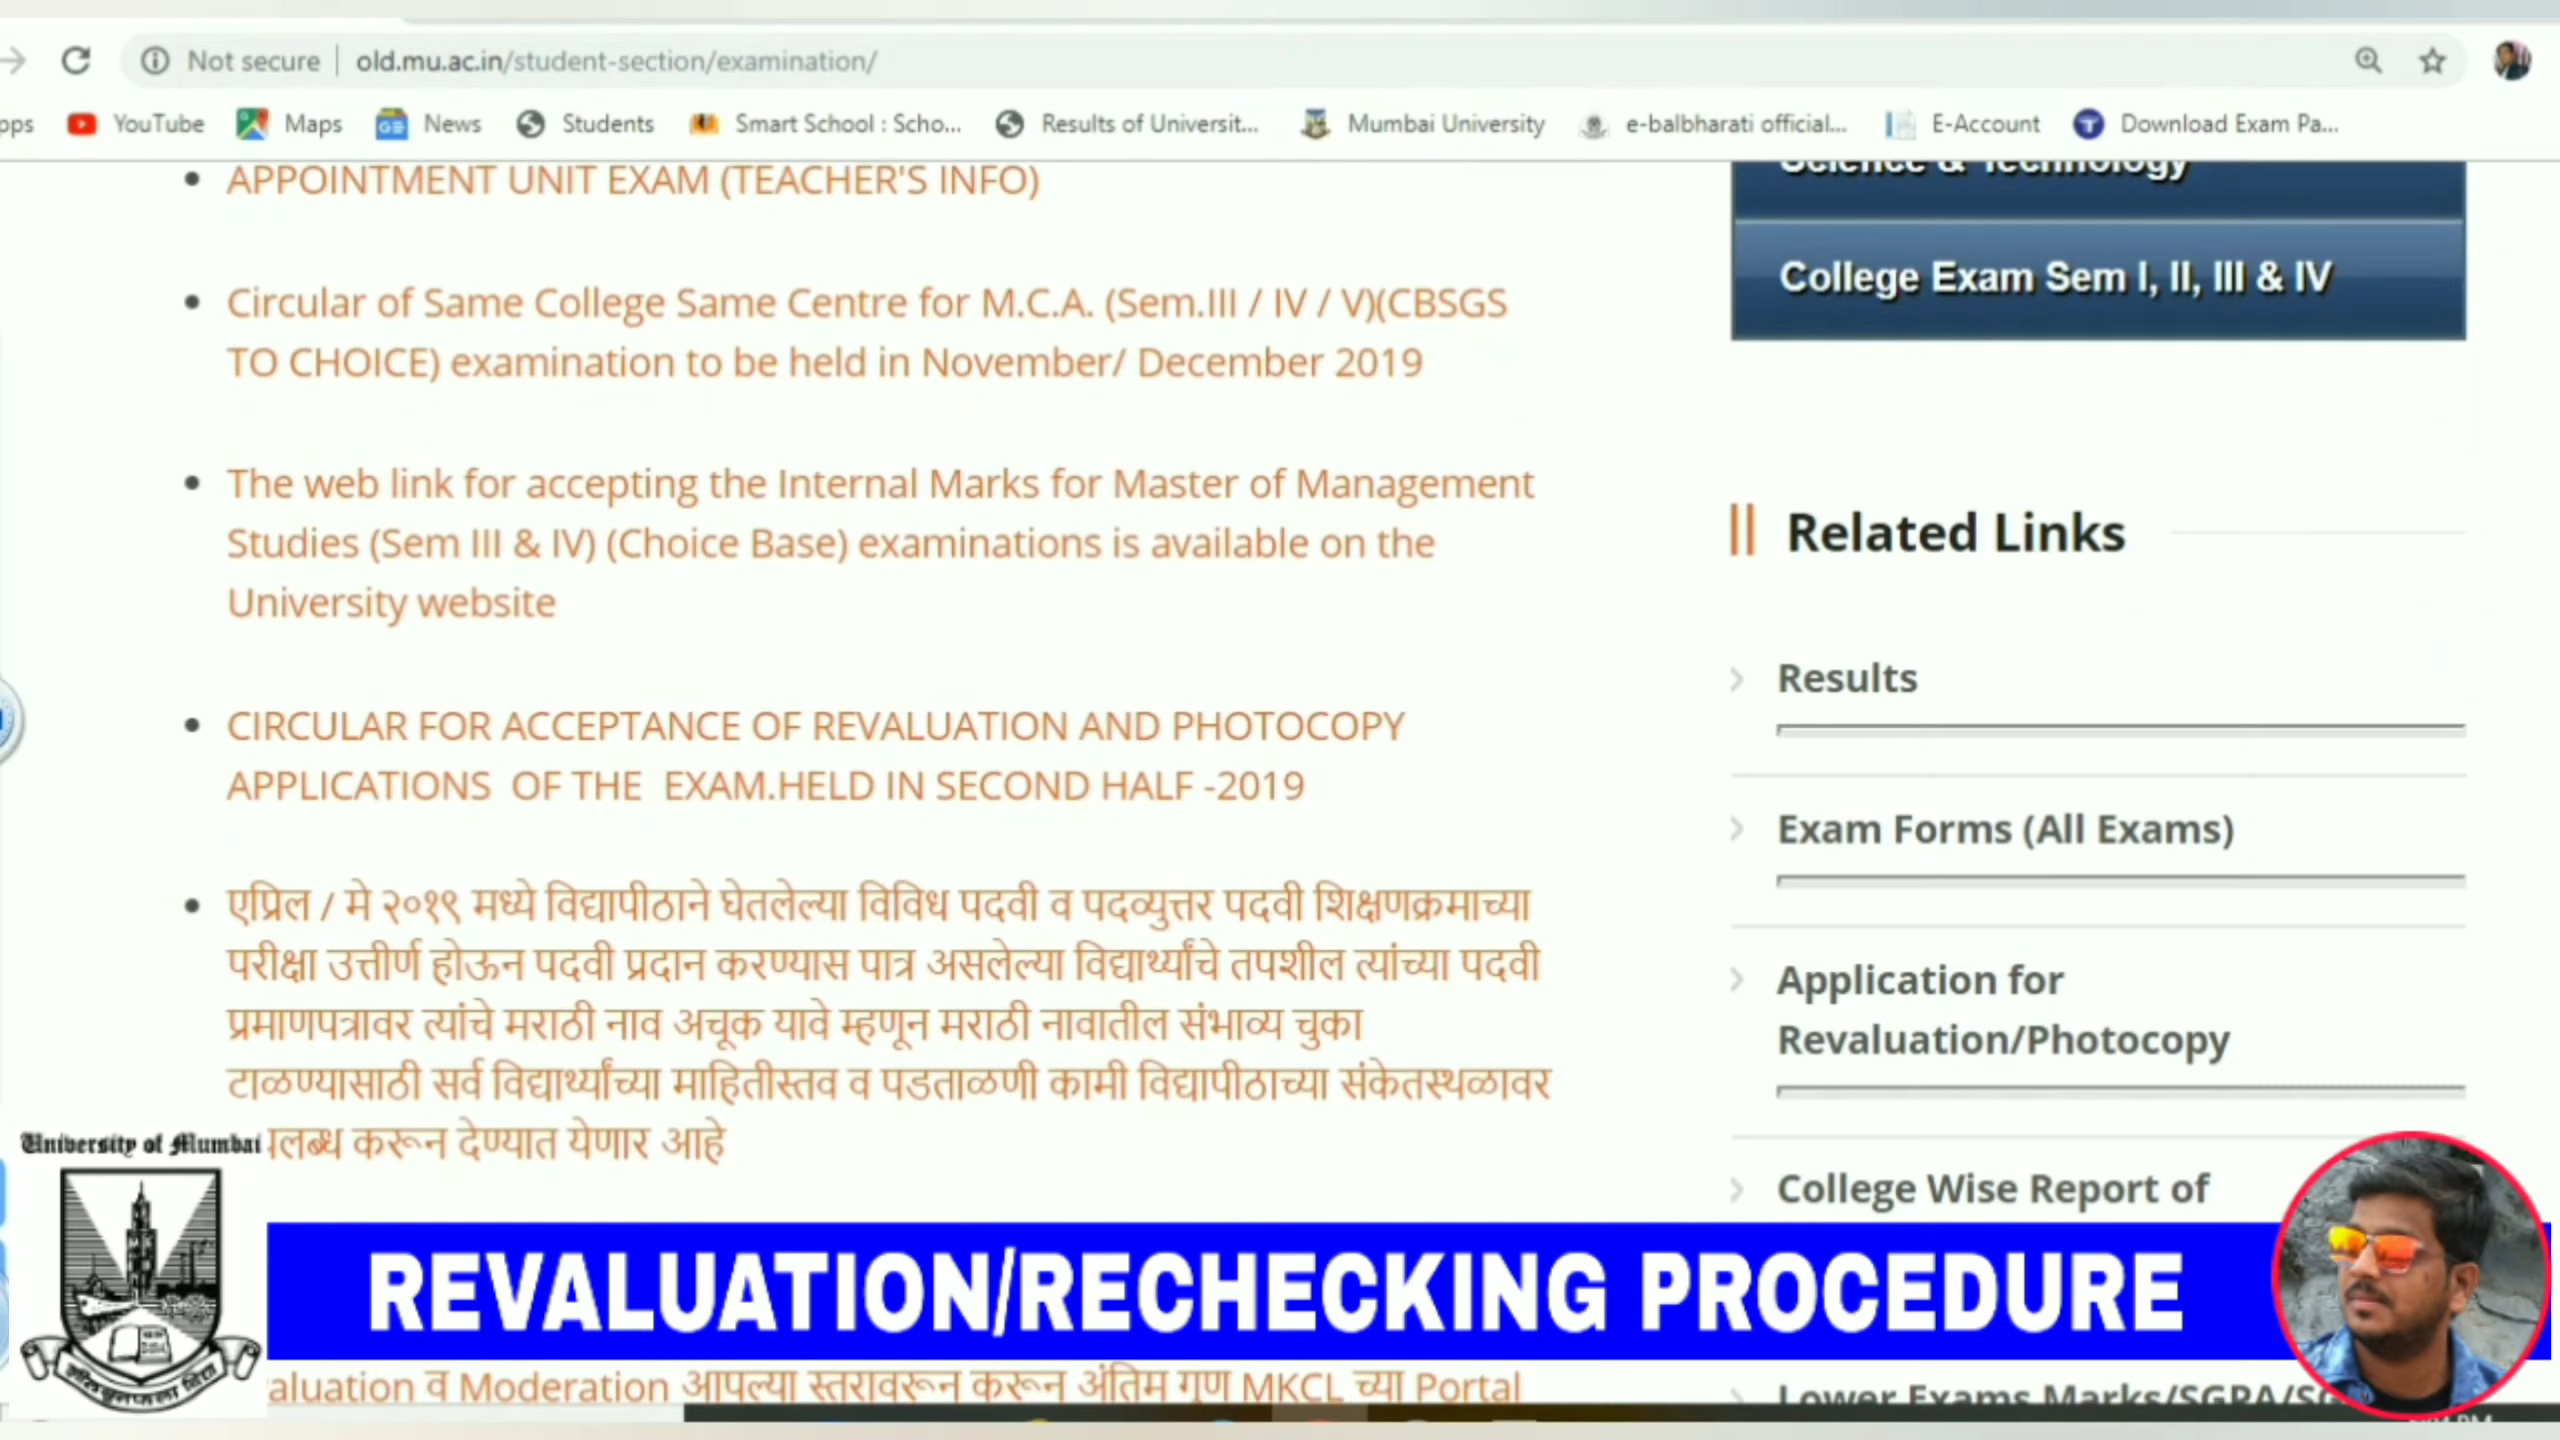 Not secure | old.mu.ac.in/student-section/examination/
YouTube Maps News Students Smart School : Scho... Results of Universit... Mumbai University e-balbharati official... E-Account Download Exam Pa...
APPOINTMENT UNIT EXAM (TEACHER'S INFO)
Circular of Same College Same Centre for M.C.A. (Sem.III / IV / V)(CBSGS
TO CHOICE) examination to be held in November/ December 2019
The web link for accepting the Internal Marks for Master of Management
Studies (Sem III & IV) (Choice Base) examinations is available on the
University website
CIRCULAR FOR ACCEPTANCE OF REVALUATION AND PHOTOCOPY
APPLICATIONS OF THE EXAM.HELD IN SECOND HALF -2019
एप्रिल / मे २०१९ मध्ये विद्यापीठाने घेतलेल्या विविध पदवी व पदव्युत्तर पदवी शिक्षणक्रमाच्या
परीक्षा उत्तीर्ण होऊन पदवी प्रदान करण्यास पात्र असलेल्या विद्यार्थ्यांचे तपशील त्यांच्या पदवी
प्रमाणपत्रावर त्यांचे मराठी नाव अचूक यावे म्हणून मराठी नावातील संभाव्य चुका
टाळण्यासाठी सर्व विद्यार्थ्यांच्या माहितीस्तव व पडताळणी कामी विद्यापीठाच्या संकेतस्थळावर
करून देण्यात येणार आहे
व Moderation आपल्या स्तरावरून करून अंतिम गुण MKCL च्या Portal
Science & Technology
College Exam Sem I, II, III & IV
Related Links
Results
Exam Forms (All Exams)
Application for
Revaluation/Photocopy
College Wise Report of
Lower Exams Marks/SGPA/
University of Mumbai
REVALUATION/RECHECKING PROCEDURE